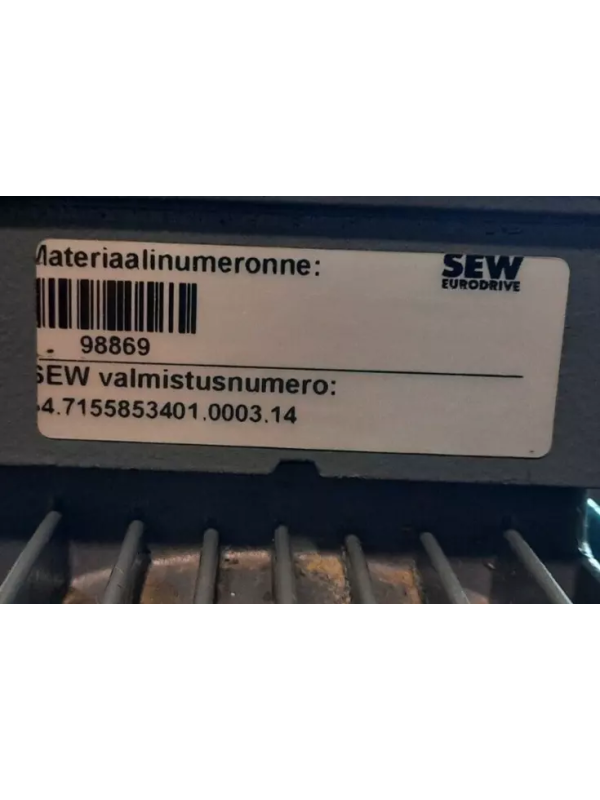 Materiaalinumeronne:
SEW
EURODRIVE
98869
SEW valmistusnumero:
4.7155853401.0003.14